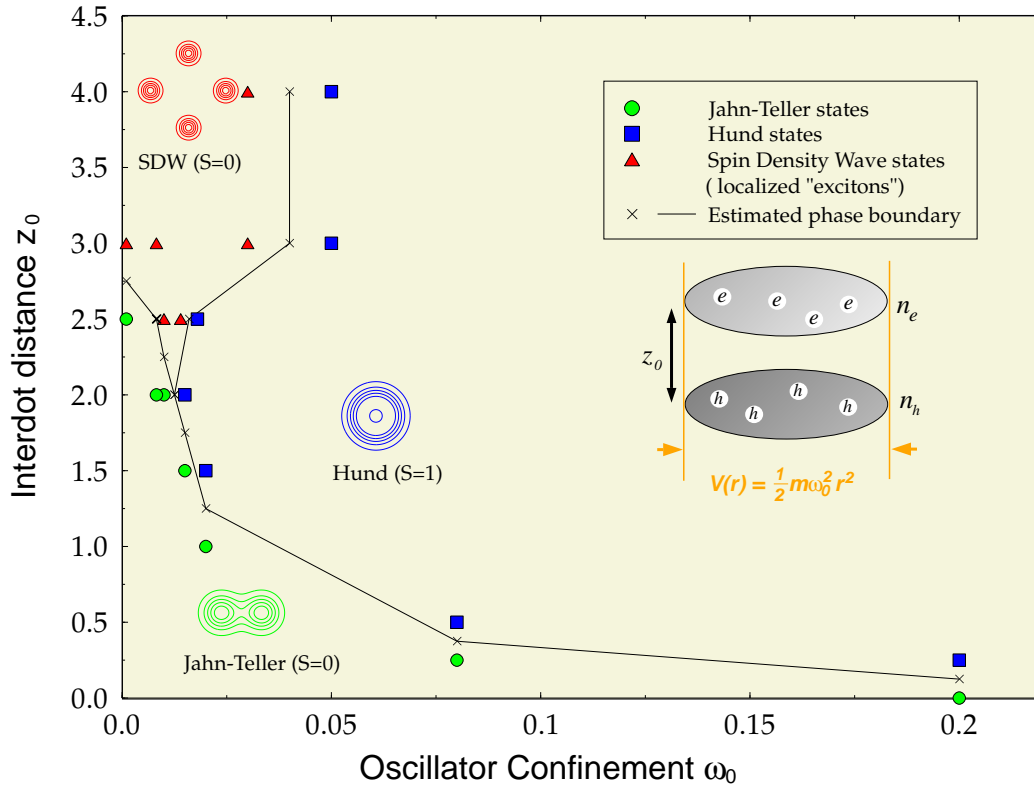 4.5
4.0
3.5
3.0
2.5
2.0
1.5
1.0
0.5
0.0
Interdot distance z₀
0.0
0.05
0.1
0.15
0.2
Oscillator Confinement ω₀
SDW (S=0)
Hund (S=1)
Jahn-Teller (S=0)
Jahn-Teller states
Hund states
Spin Density Wave states
( localized "excitons")
Estimated phase boundary
e e e e
nₑ
z₀
h h h h
nₕ
V(r) = ½ mω₀² r²